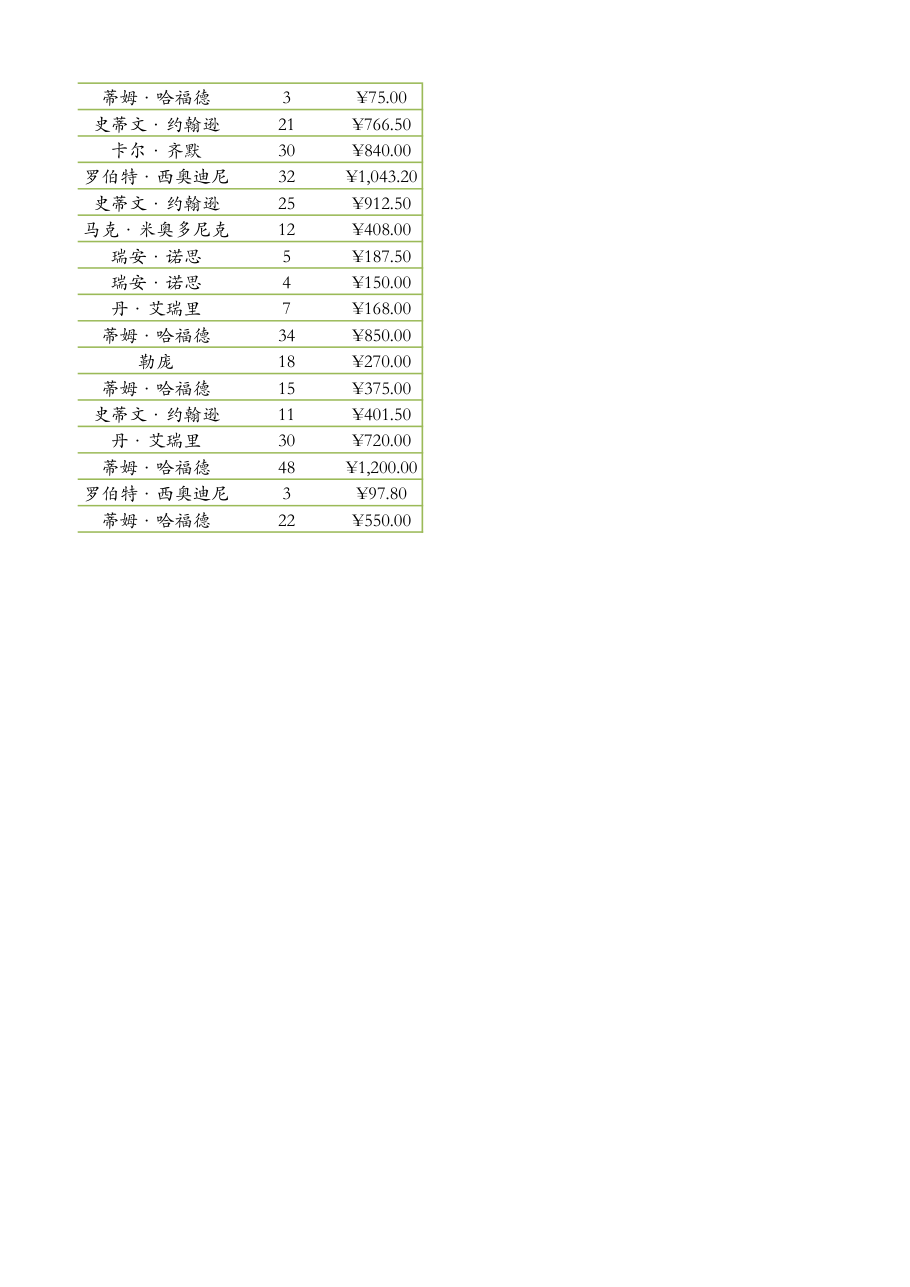 蒂姆·哈福德 3 ¥75.00
史蒂文·约翰逊 21 ¥766.50
卡尔·齐默 30 ¥840.00
罗伯特·西奥迪尼 32 ¥1,043.20
史蒂文·约翰逊 25 ¥912.50
马克·米奥多尼克 12 ¥408.00
瑞安·诺思 5 ¥187.50
瑞安·诺思 4 ¥150.00
丹·艾瑞里 7 ¥168.00
蒂姆·哈福德 34 ¥850.00
勒庞 18 ¥270.00
蒂姆·哈福德 15 ¥375.00
史蒂文·约翰逊 11 ¥401.50
丹·艾瑞里 30 ¥720.00
蒂姆·哈福德 48 ¥1,200.00
罗伯特·西奥迪尼 3 ¥97.80
蒂姆·哈福德 22 ¥550.00